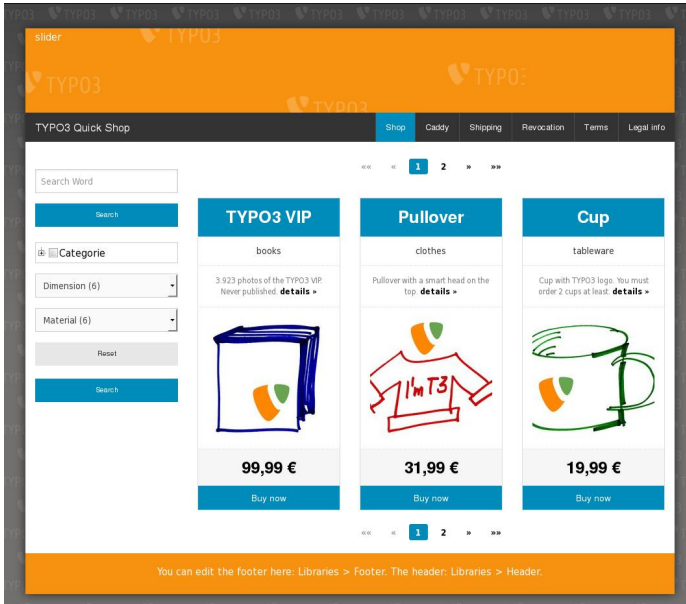 slider
TYPO3
TYPO3
TYPO3
TYPO3
TYPO3 Quick Shop
Shop Caddy Shipping Revocation Terms Legal info
«« « 1 2 » »»
Search Word
Search
Categorie
Dimension (6)
Material (6)
Reset
Search
TYPO3 VIP
books
3.923 photos of the TYPO3 VIP.
Never published. details »
99,99 €
Buy now
Pullover
clothes
Pullover with a smart head on the
top. details »
I'm T3
31,99 €
Buy now
Cup
tableware
Cup with TYPO3 logo. You must
order 2 cups at least. details »
19,99 €
Buy now
«« « 1 2 » »»
You can edit the footer here: Libraries > Footer. The header: Libraries > Header.